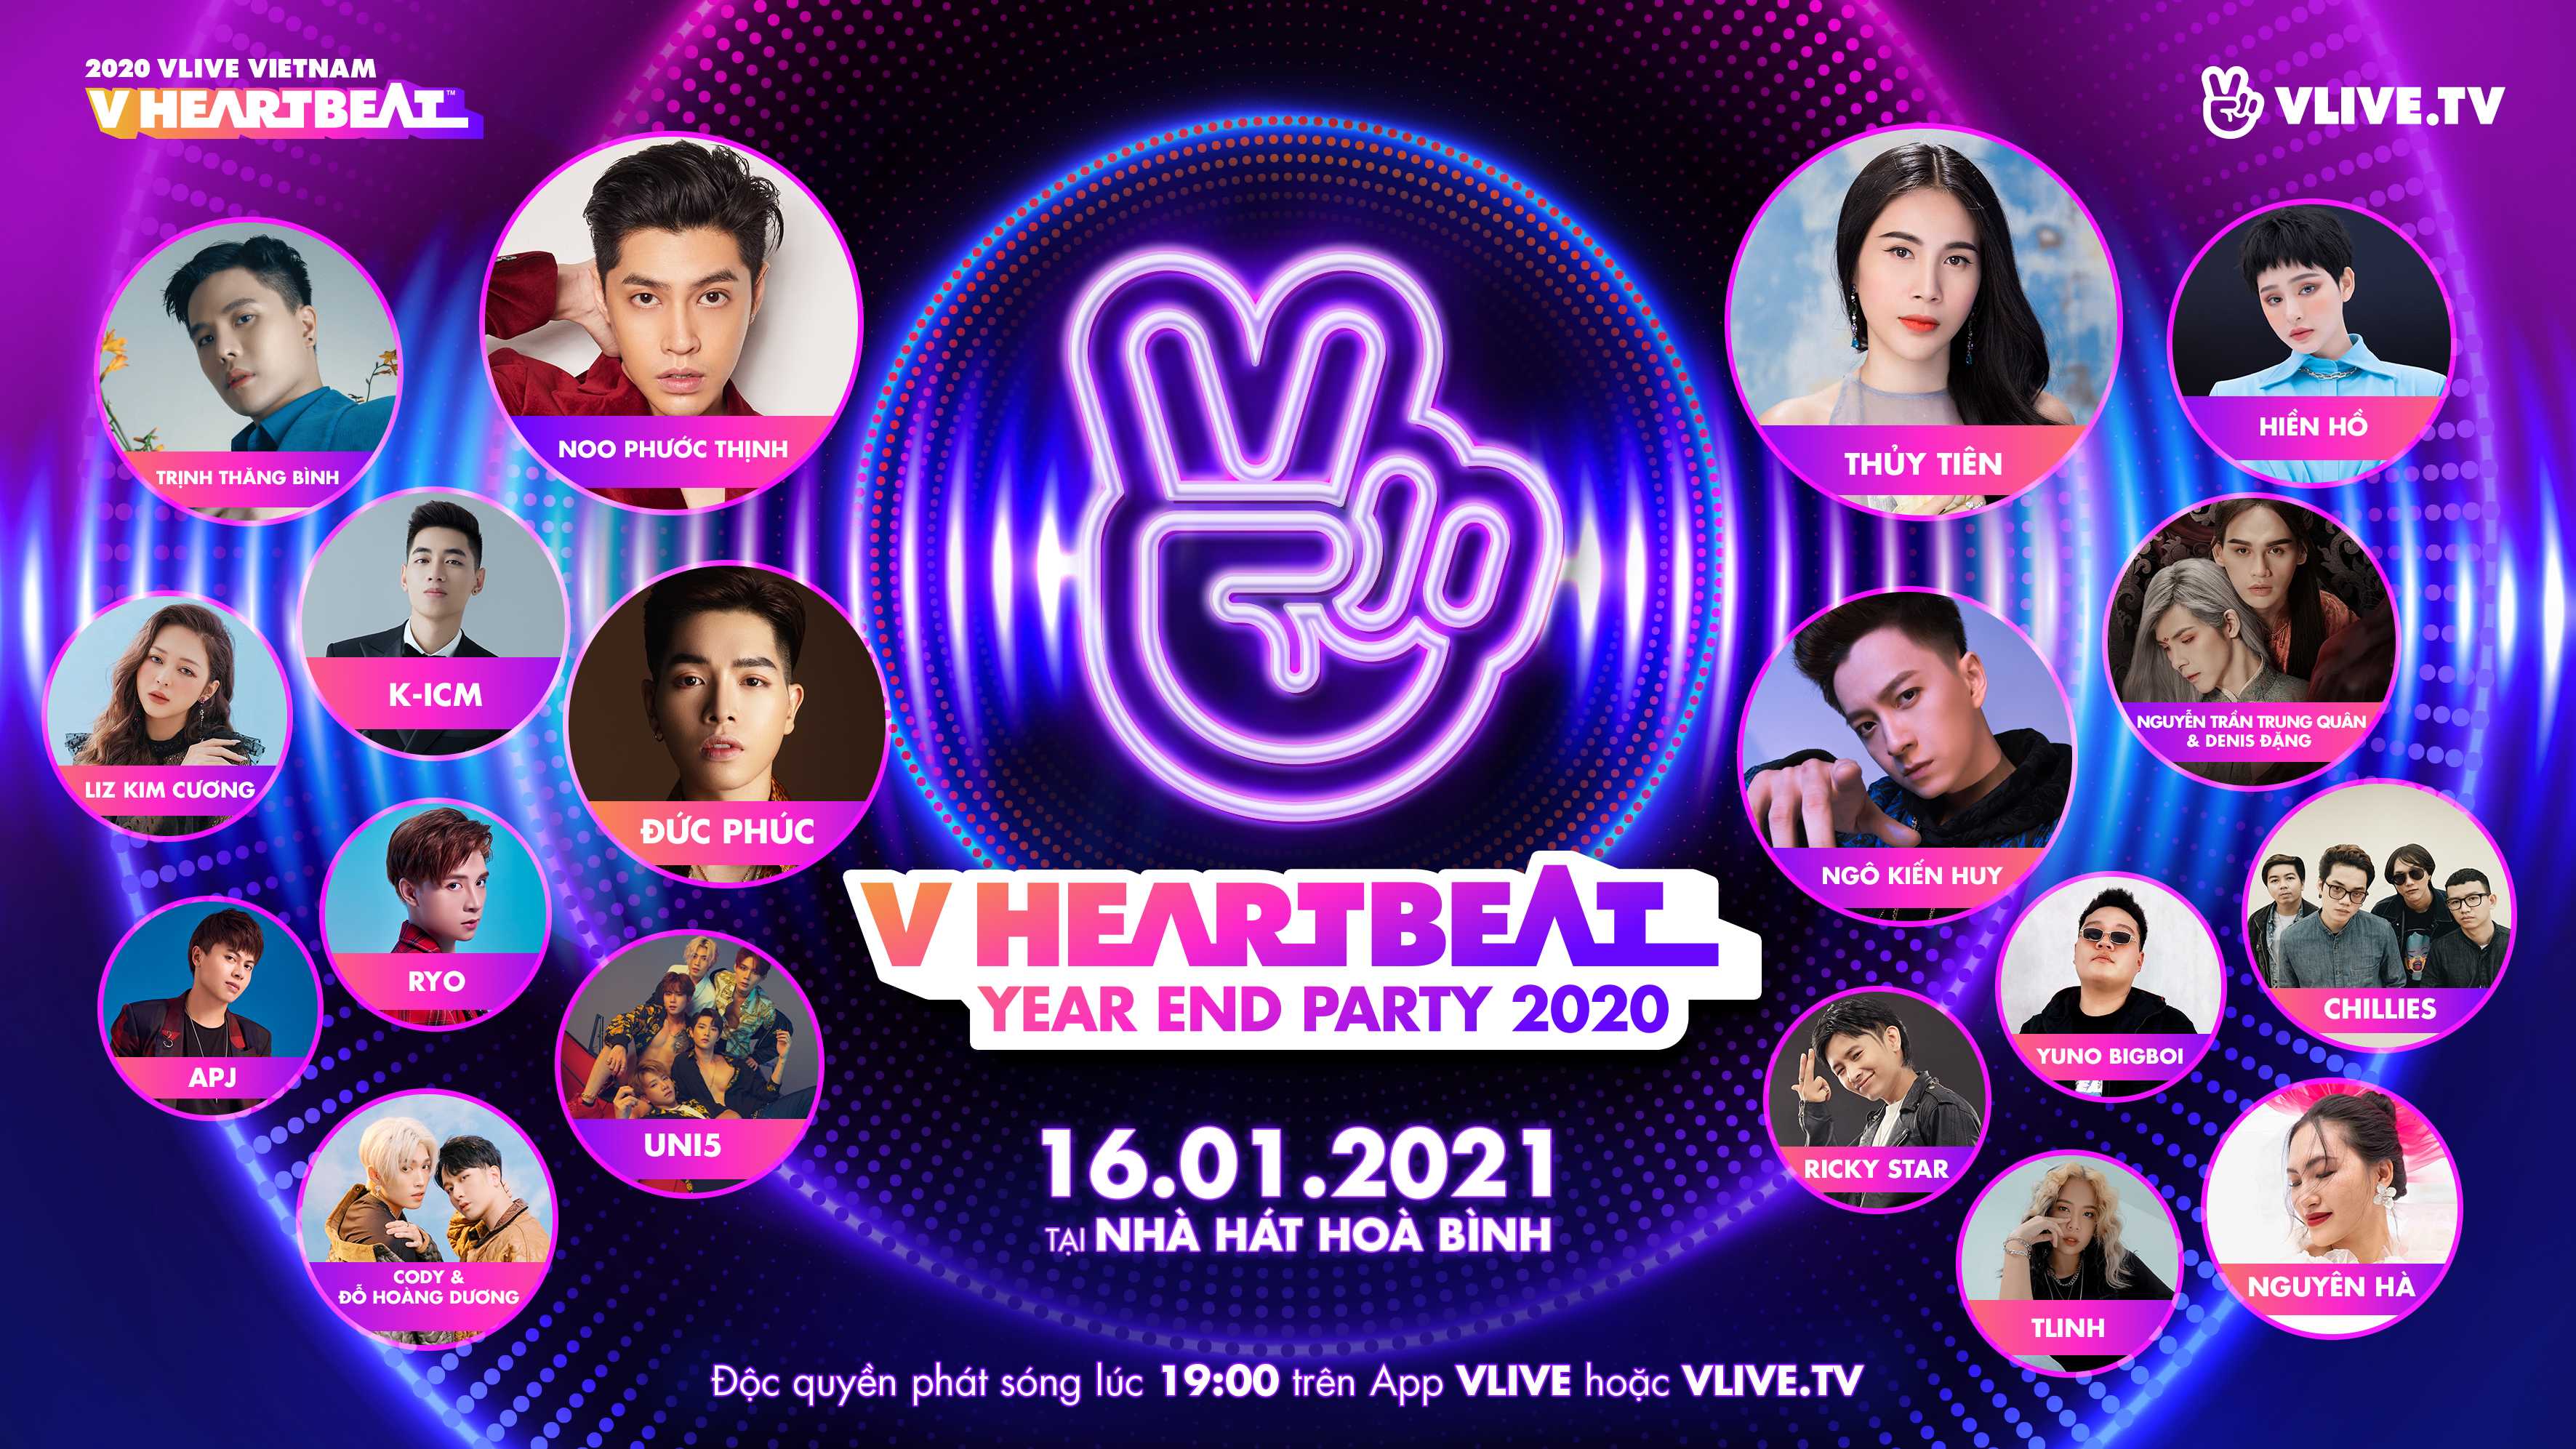 2020 VLIVE VIETNAM
V HEARTBEAT™
VLIVE.TV
TRỊNH THĂNG BÌNH
NOO PHƯỚC THỊNH
THỦY TIÊN
HIỀN HỒ
K-ICM
LIZ KIM CƯƠNG
ĐỨC PHÚC
NGÔ KIẾN HUY
NGUYỄN TRẦN TRUNG QUÂN
& DENIS ĐẶNG
RYO
APJ
UNI5
CODY &
ĐỖ HOÀNG DƯƠNG
V HEARTBEAT
YEAR END PARTY 2020
16.01.2021
TẠI NHÀ HÁT HOÀ BÌNH
CHILLIES
YUNO BIGBOI
RICKY STAR
TLINH
NGUYÊN HÀ
Độc quyền phát sóng lúc 19:00 trên App VLIVE hoặc VLIVE.TV